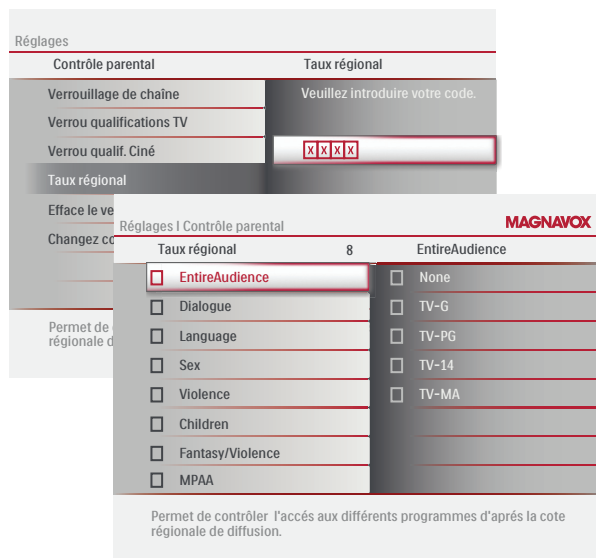 Réglages
Contrôle parental
Taux régional
Verrouillage de chaîne
Veuillez introduire votre code.
Verrou qualifications TV
Verrou qualif. Ciné
X X X X
Taux régional
Efface le ve
Changez co
Permet de
régionale d
Réglages I Contrôle parental
MAGNAVOX
Taux régional
8
EntireAudience
EntireAudience
None
Dialogue
TV-G
Language
TV-PG
Sex
TV-14
Violence
TV-MA
Children
Fantasy/Violence
MPAA
Permet de contrôler l'accés aux différents programmes d'aprés la cote
régionale de diffusion.